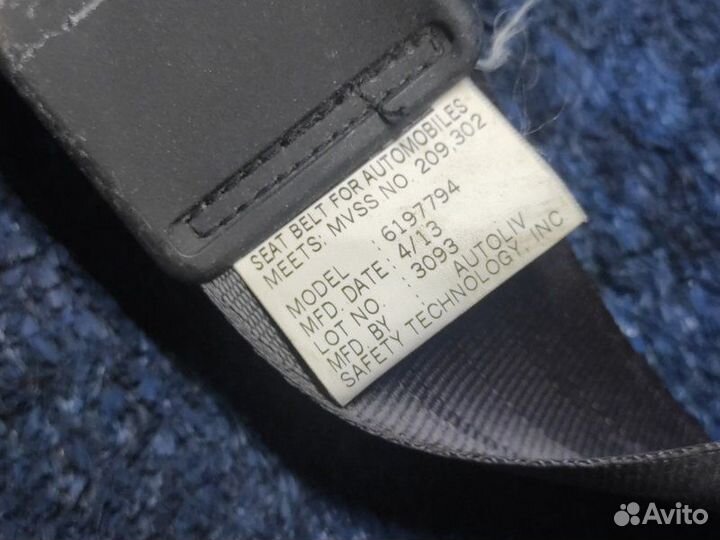 SEAT BELT FOR AUTOMOBILES
MEETS: MVSS NO. 209,302
MODEL : 6197794
MFD. DATE : 4/13
LOT NO. : 3093
MFD. BY : AUTOLIV
SAFETY TECHNOLOGY, INC
Avito